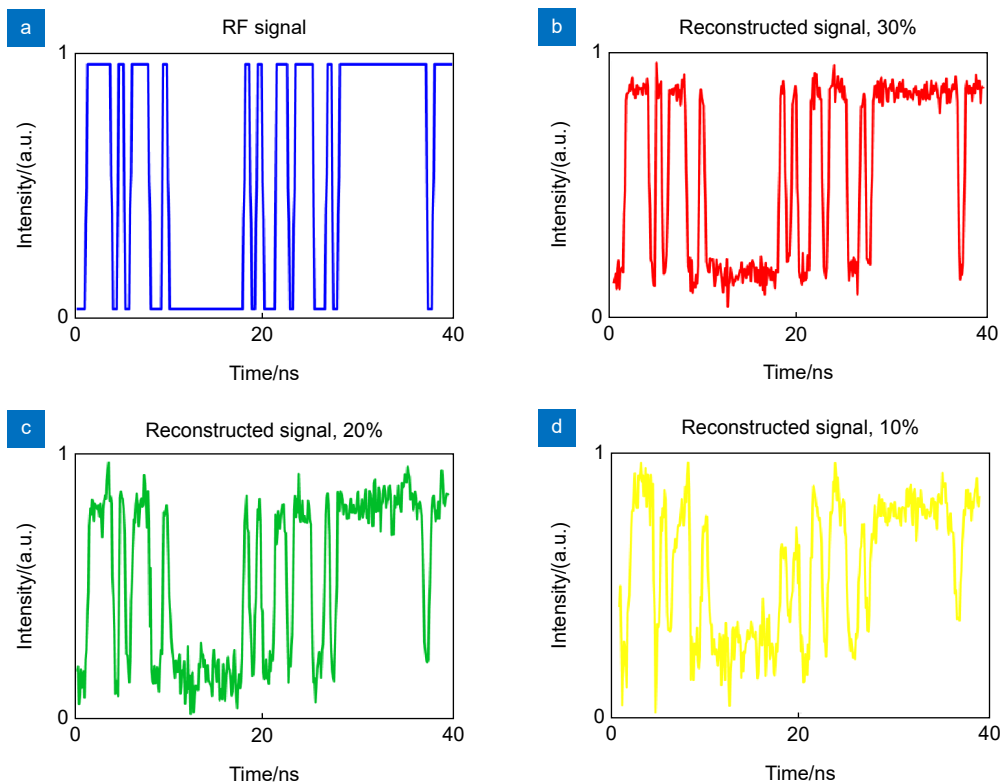 a
RF signal
1
Intensity/(a.u.)
0
0
20
40
Time/ns
b
Reconstructed signal, 30%
1
Intensity/(a.u.)
0
0
20
40
Time/ns
c
Reconstructed signal, 20%
1
Intensity/(a.u.)
0
0
20
40
Time/ns
d
Reconstructed signal, 10%
1
Intensity/(a.u.)
0
0
20
40
Time/ns